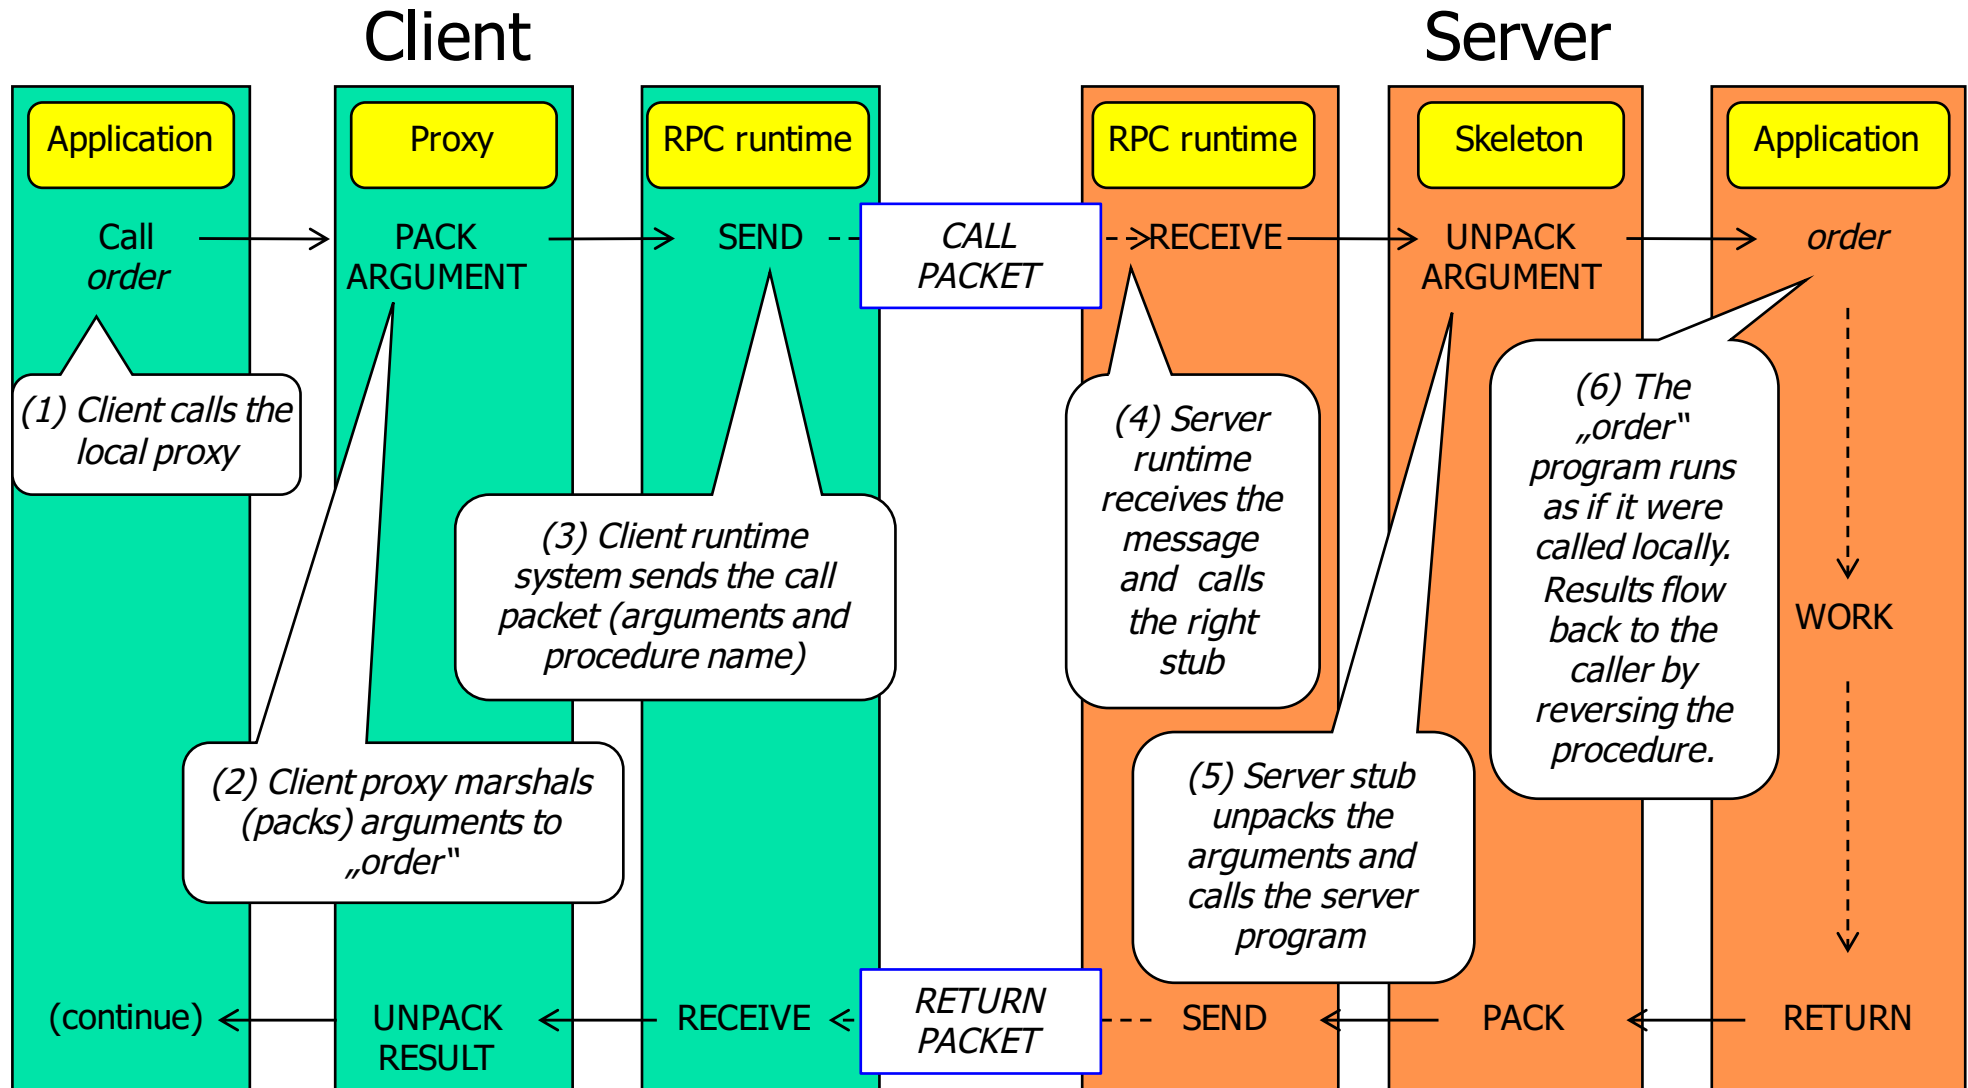 Client
Server
Application
Proxy
RPC runtime
RPC runtime
Skeleton
Application
Call
order
PACK
ARGUMENT
SEND
CALL
PACKET
RECEIVE
UNPACK
ARGUMENT
order
(1) Client calls the
local proxy
(2) Client proxy marshals
(packs) arguments to
„order“
(3) Client runtime
system sends the call
packet (arguments and
procedure name)
(4) Server
runtime
receives the
message
and calls
the right
stub
(5) Server stub
unpacks the
arguments and
calls the server
program
(6) The
„order“
program runs
as if it were
called locally.
Results flow
back to the
caller by
reversing the
procedure.
WORK
(continue)
UNPACK
RESULT
RECEIVE
RETURN
PACKET
SEND
PACK
RETURN